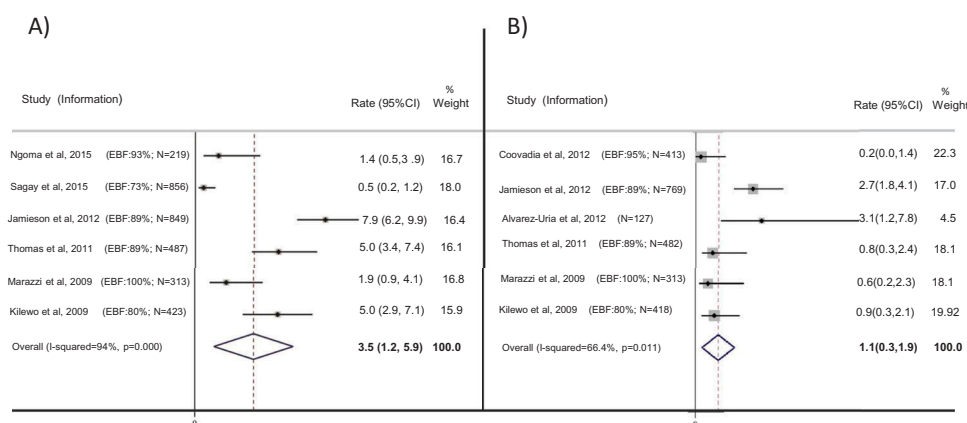 A)
%
Study (Information) Rate (95%CI) Weight
Ngoma et al, 2015 (EBF:93%; N=219) 1.4 (0.5,3 .9) 16.7
Sagay et al, 2015 (EBF:73%; N=856) 0.5 (0.2, 1.2) 18.0
Jamieson et al, 2012 (EBF:89%; N=849) 7.9 (6.2, 9.9) 16.4
Thomas et al, 2011 (EBF:89%; N=487) 5.0 (3.4, 7.4) 16.1
Marazzi et al, 2009 (EBF:100%; N=313) 1.9 (0.9, 4.1) 16.8
Kilewo et al, 2009 (EBF:80%; N=423) 5.0 (2.9, 7.1) 15.9
Overall (I-squared=94%, p=0.000) 3.5 (1.2, 5.9) 100.0
0
B)
%
Study (Information) Rate (95%CI) Weight
Coovadia et al, 2012 (EBF:95%; N=413) 0.2(0.0,1.4) 22.3
Jamieson et al, 2012 (EBF:89%; N=769) 2.7(1.8,4.1) 17.0
Alvarez-Uria et al, 2012 (N=127) 3.1(1.2,7.8) 4.5
Thomas et al, 2011 (EBF:89%; N=482) 0.8(0.3,2.4) 18.1
Marazzi et al, 2009 (EBF:100%; N=313) 0.6(0.2,2.3) 18.1
Kilewo et al, 2009 (EBF:80%; N=418) 0.9(0.3,2.1) 19.92
Overall (I-squared=66.4%, p=0.011) 1.1(0.3,1.9) 100.0
0